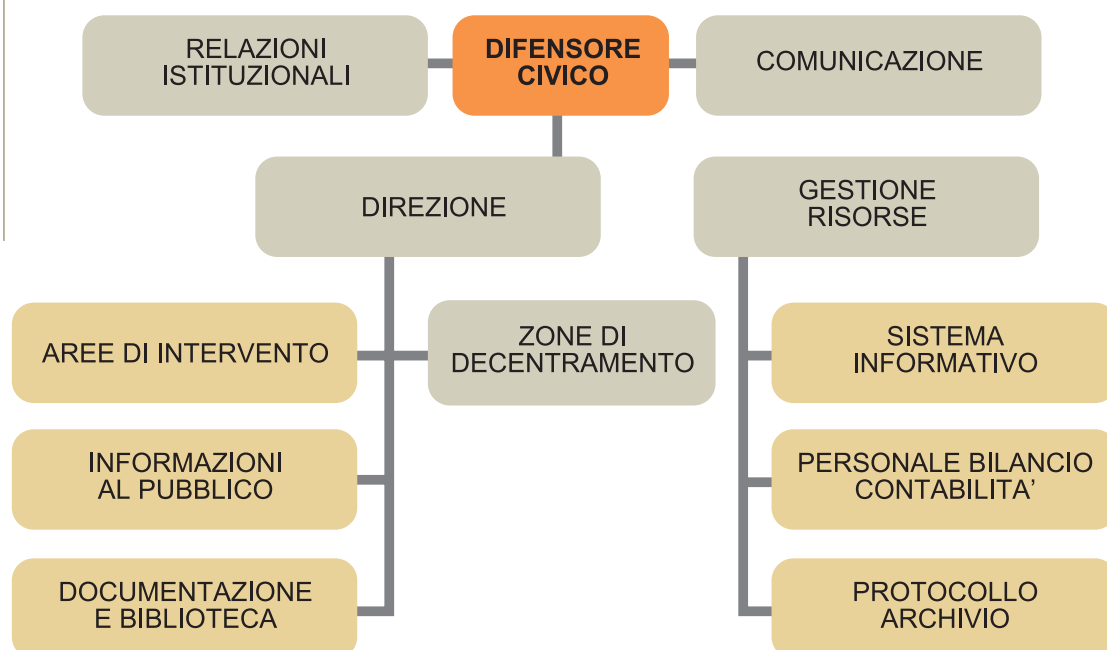 RELAZIONI
ISTITUZIONALI
DIFENSORE
CIVICO
COMUNICAZIONE
DIREZIONE
GESTIONE
RISORSE
AREE DI INTERVENTO
ZONE DI
DECENTRAMENTO
SISTEMA
INFORMATIVO
INFORMAZIONI
AL PUBBLICO
PERSONALE BILANCIO
CONTABILITA’
DOCUMENTAZIONE
E BIBLIOTECA
PROTOCOLLO
ARCHIVIO